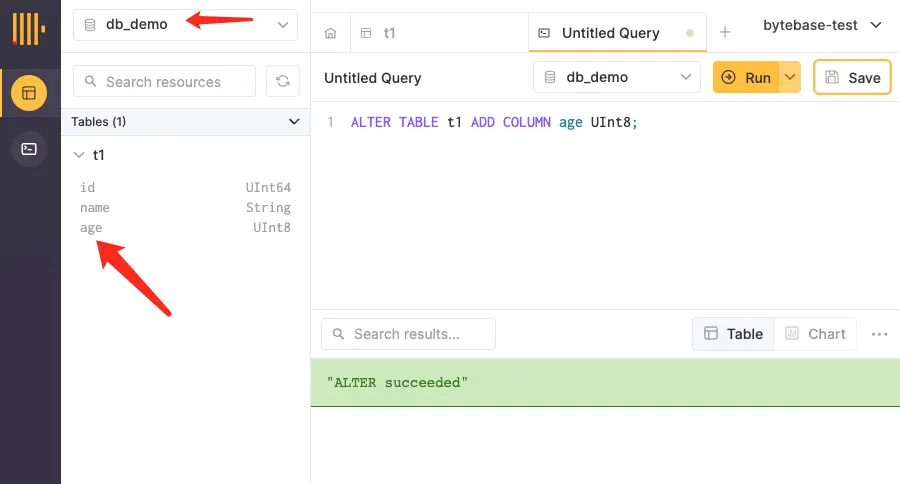 db_demo
t1
Untitled Query
bytebase-test
Search resources
Untitled Query
db_demo
Run
Save
Tables (1)
1 ALTER TABLE t1 ADD COLUMN age UInt8;
t1
id UInt64
name String
age UInt8
Search results...
Table
Chart
"ALTER succeeded"